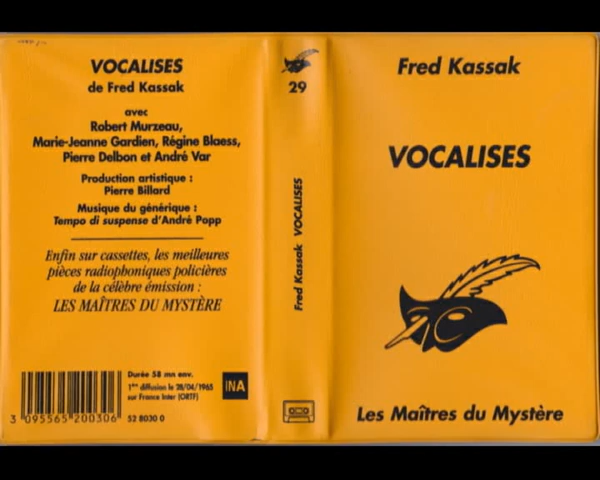 VOCALISES
de Fred Kassak
avec
Robert Murzeau,
Marie-Jeanne Gardien, Régine Blaess,
Pierre Delbon et André Var
Production artistique :
Pierre Billard
Musique du générique :
Tempo di suspense d'André Popp
Enfin sur cassettes, les meilleures
pièces radiophoniques policières
de la célèbre émission :
LES MAÎTRES DU MYSTÈRE
Durée 58 mn env.
1ère diffusion le 28/04/1965
sur France Inter (ORTF)
52 8030 0
3 095565 200306
INA
29
Fred Kassak VOCALISES
Fred Kassak
VOCALISES
Les Maîtres du Mystère